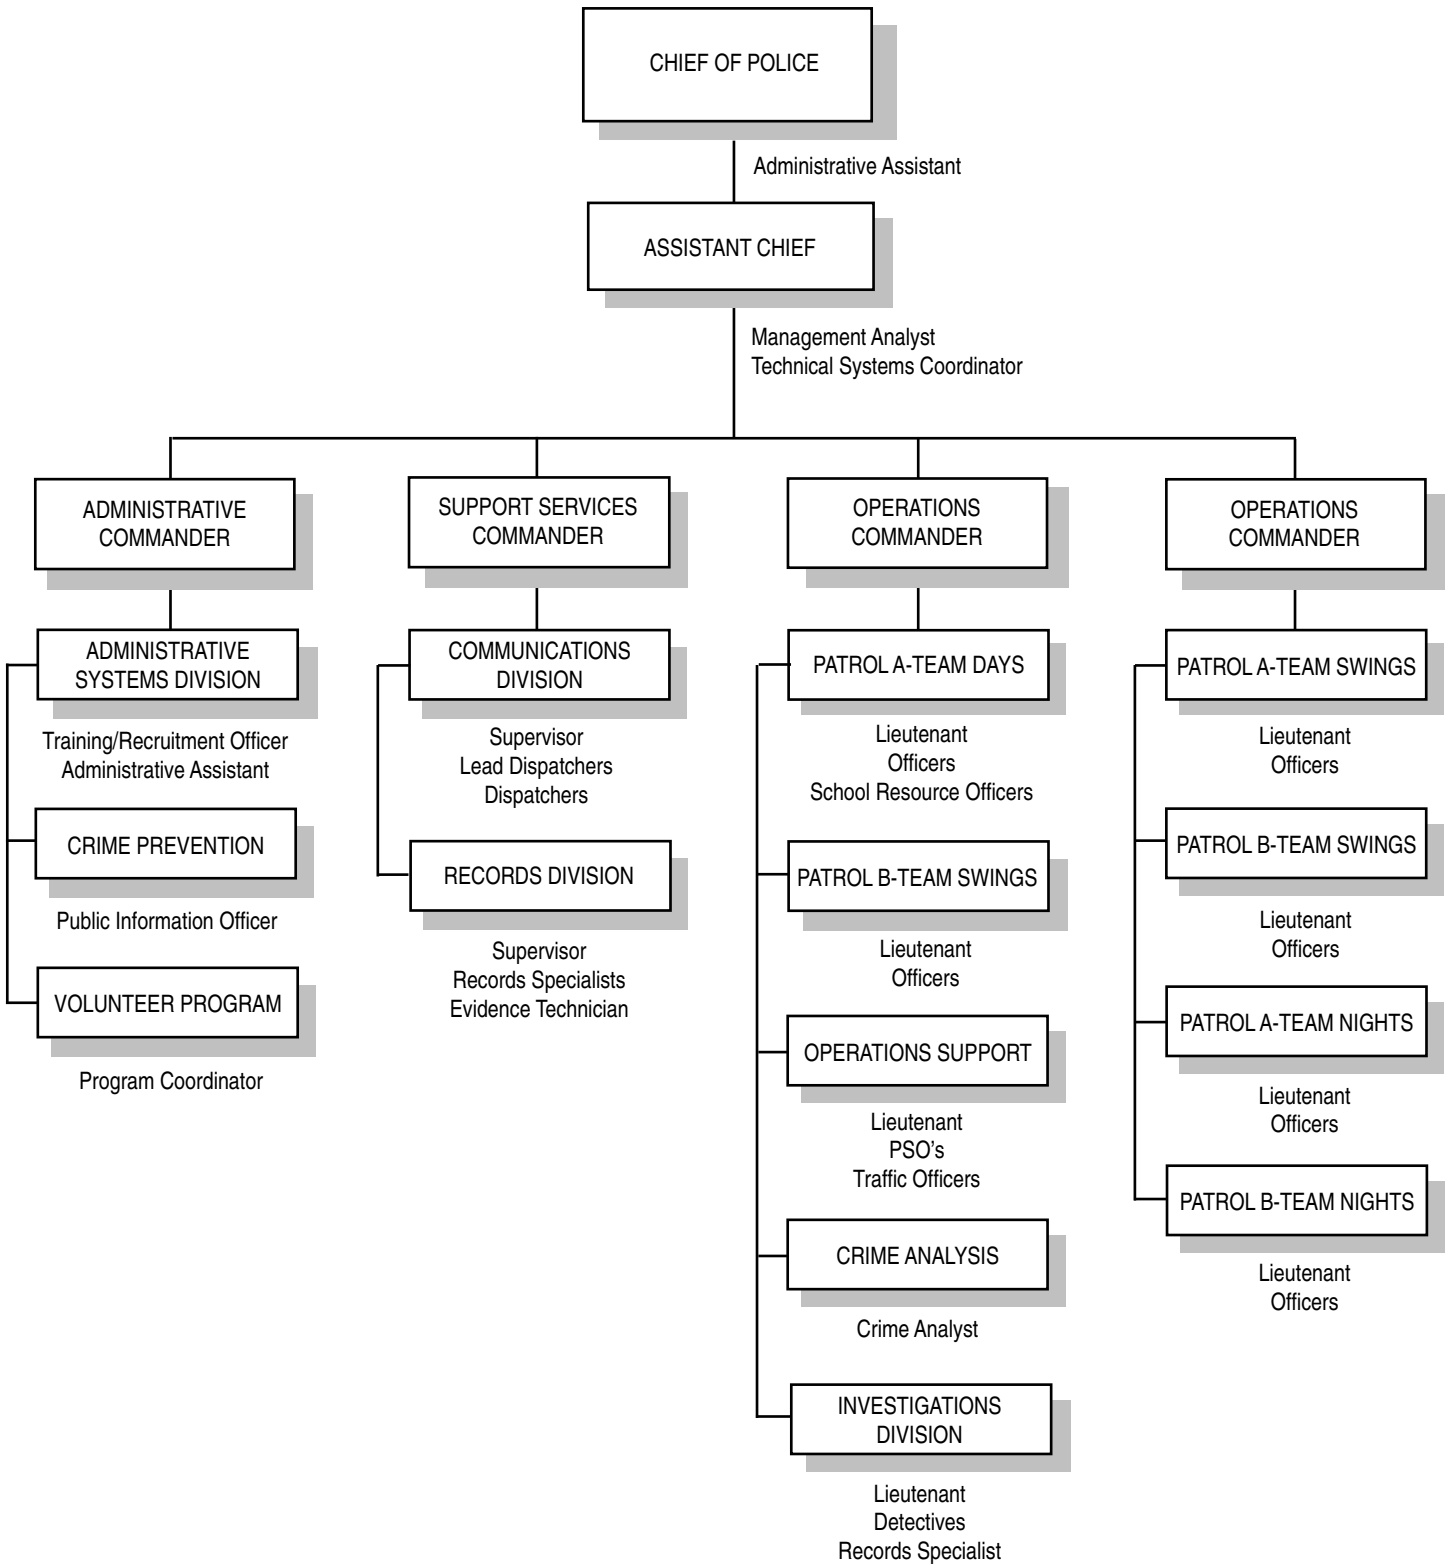 CHIEF OF POLICE
Administrative Assistant
ASSISTANT CHIEF
Management Analyst
Technical Systems Coordinator
ADMINISTRATIVE
COMMANDER
ADMINISTRATIVE
SYSTEMS DIVISION
Training/Recruitment Officer
Administrative Assistant
CRIME PREVENTION
Public Information Officer
VOLUNTEER PROGRAM
Program Coordinator
SUPPORT SERVICES
COMMANDER
COMMUNICATIONS
DIVISION
Supervisor
Lead Dispatchers
Dispatchers
RECORDS DIVISION
Supervisor
Records Specialists
Evidence Technician
OPERATIONS
COMMANDER
PATROL A-TEAM DAYS
Lieutenant
Officers
School Resource Officers
PATROL B-TEAM SWINGS
Lieutenant
Officers
OPERATIONS SUPPORT
Lieutenant
PSO's
Traffic Officers
CRIME ANALYSIS
Crime Analyst
INVESTIGATIONS
DIVISION
Lieutenant
Detectives
Records Specialist
OPERATIONS
COMMANDER
PATROL A-TEAM SWINGS
Lieutenant
Officers
PATROL B-TEAM SWINGS
Lieutenant
Officers
PATROL A-TEAM NIGHTS
Lieutenant
Officers
PATROL B-TEAM NIGHTS
Lieutenant
Officers